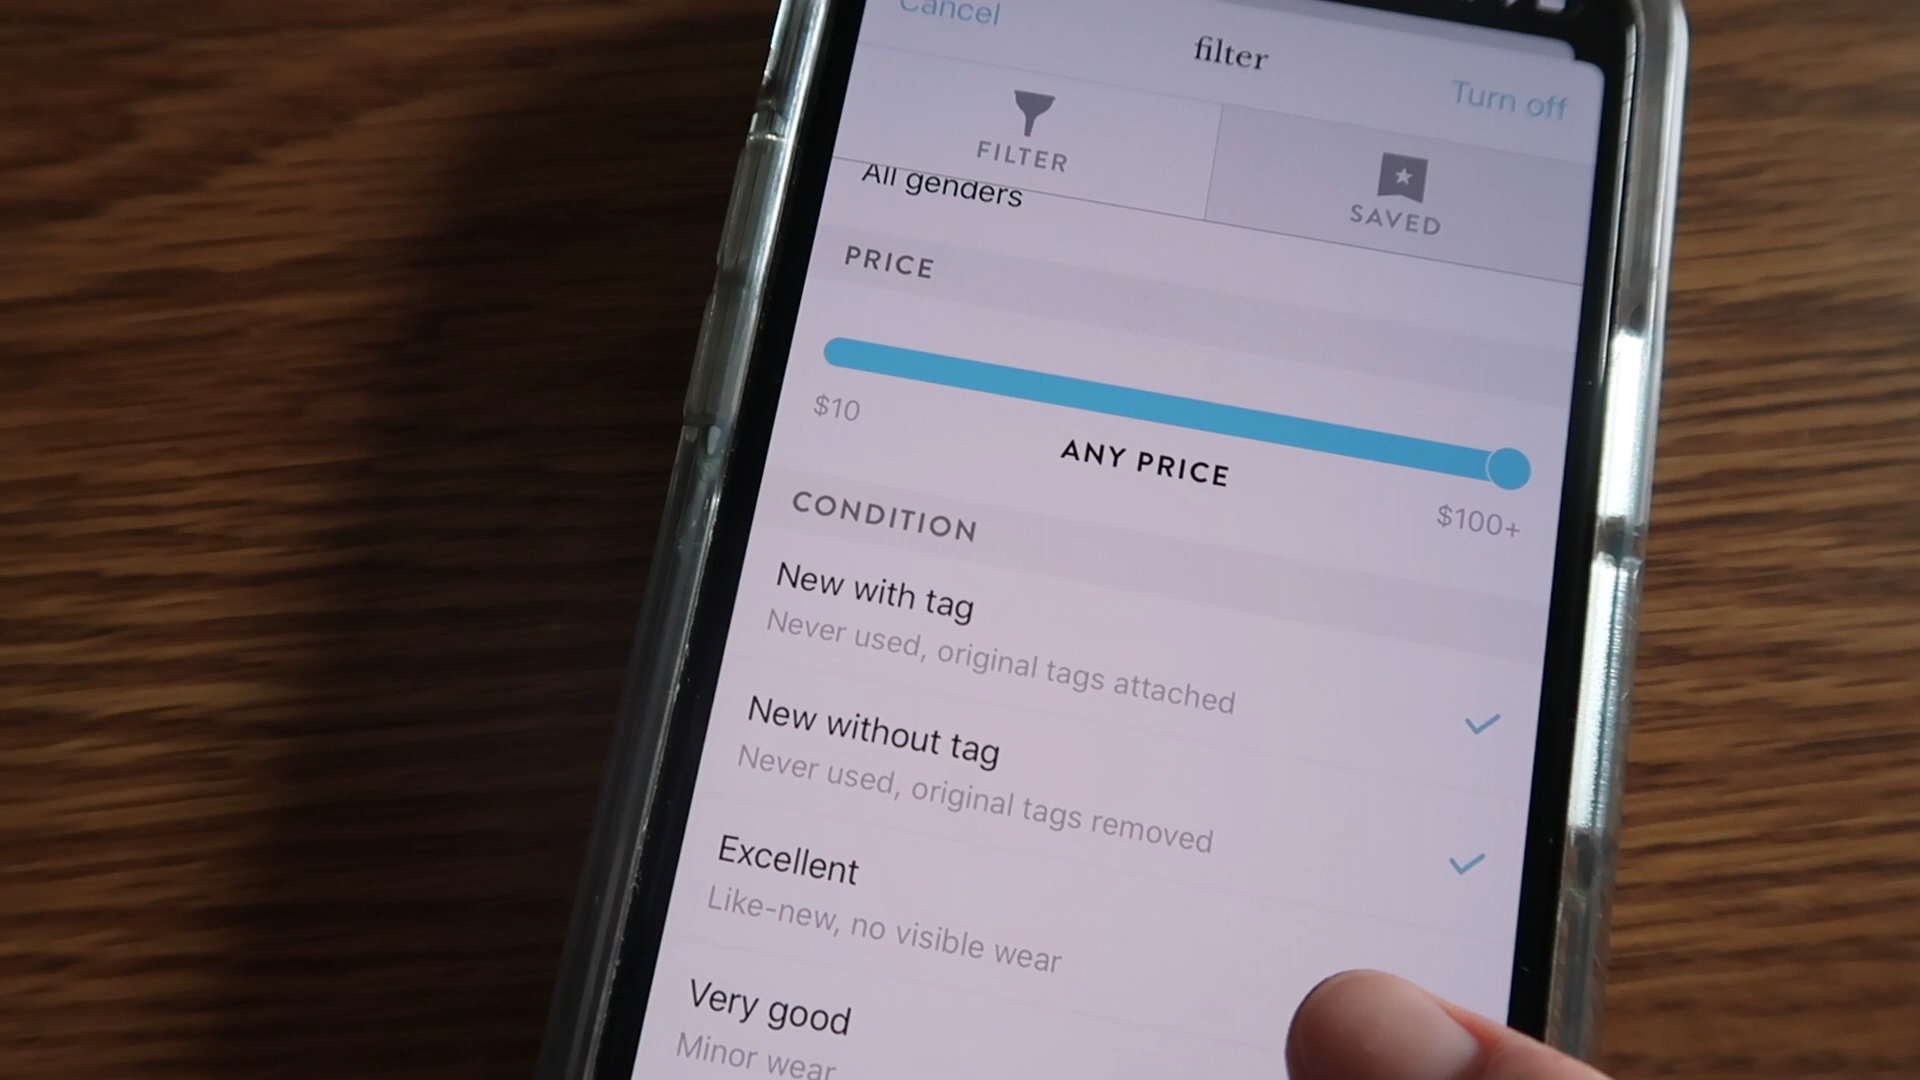 Cancel
filter
Turn off
FILTER
SAVED
All genders
PRICE
$10
ANY PRICE
$100+
CONDITION
New with tag
Never used, original tags attached
New without tag
Never used, original tags removed
Excellent
Like-new, no visible wear
Very good
Minor wear